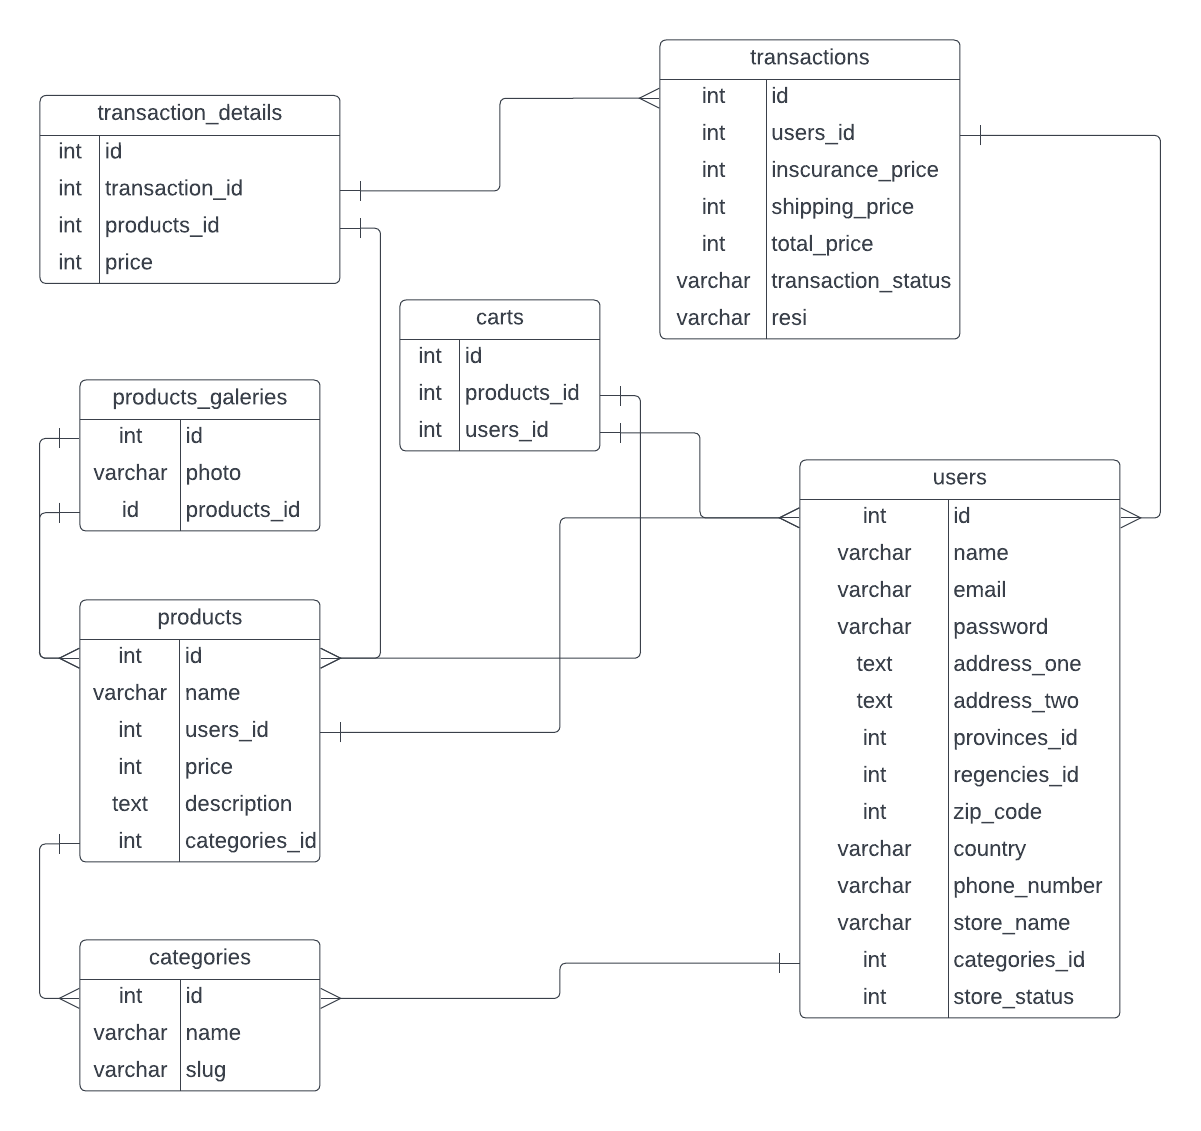 transactions
int id
int users_id
int inscurance_price
int shipping_price
int total_price
varchar transaction_status
varchar resi
transaction_details
int id
int transaction_id
int products_id
int price
carts
int id
int products_id
int users_id
products_galeries
int id
varchar photo
id products_id
users
int id
varchar name
varchar email
varchar password
text address_one
text address_two
int provinces_id
int regencies_id
int zip_code
varchar country
varchar phone_number
varchar store_name
int categories_id
int store_status
products
int id
varchar name
int users_id
int price
text description
int categories_id
categories
int id
varchar name
varchar slug